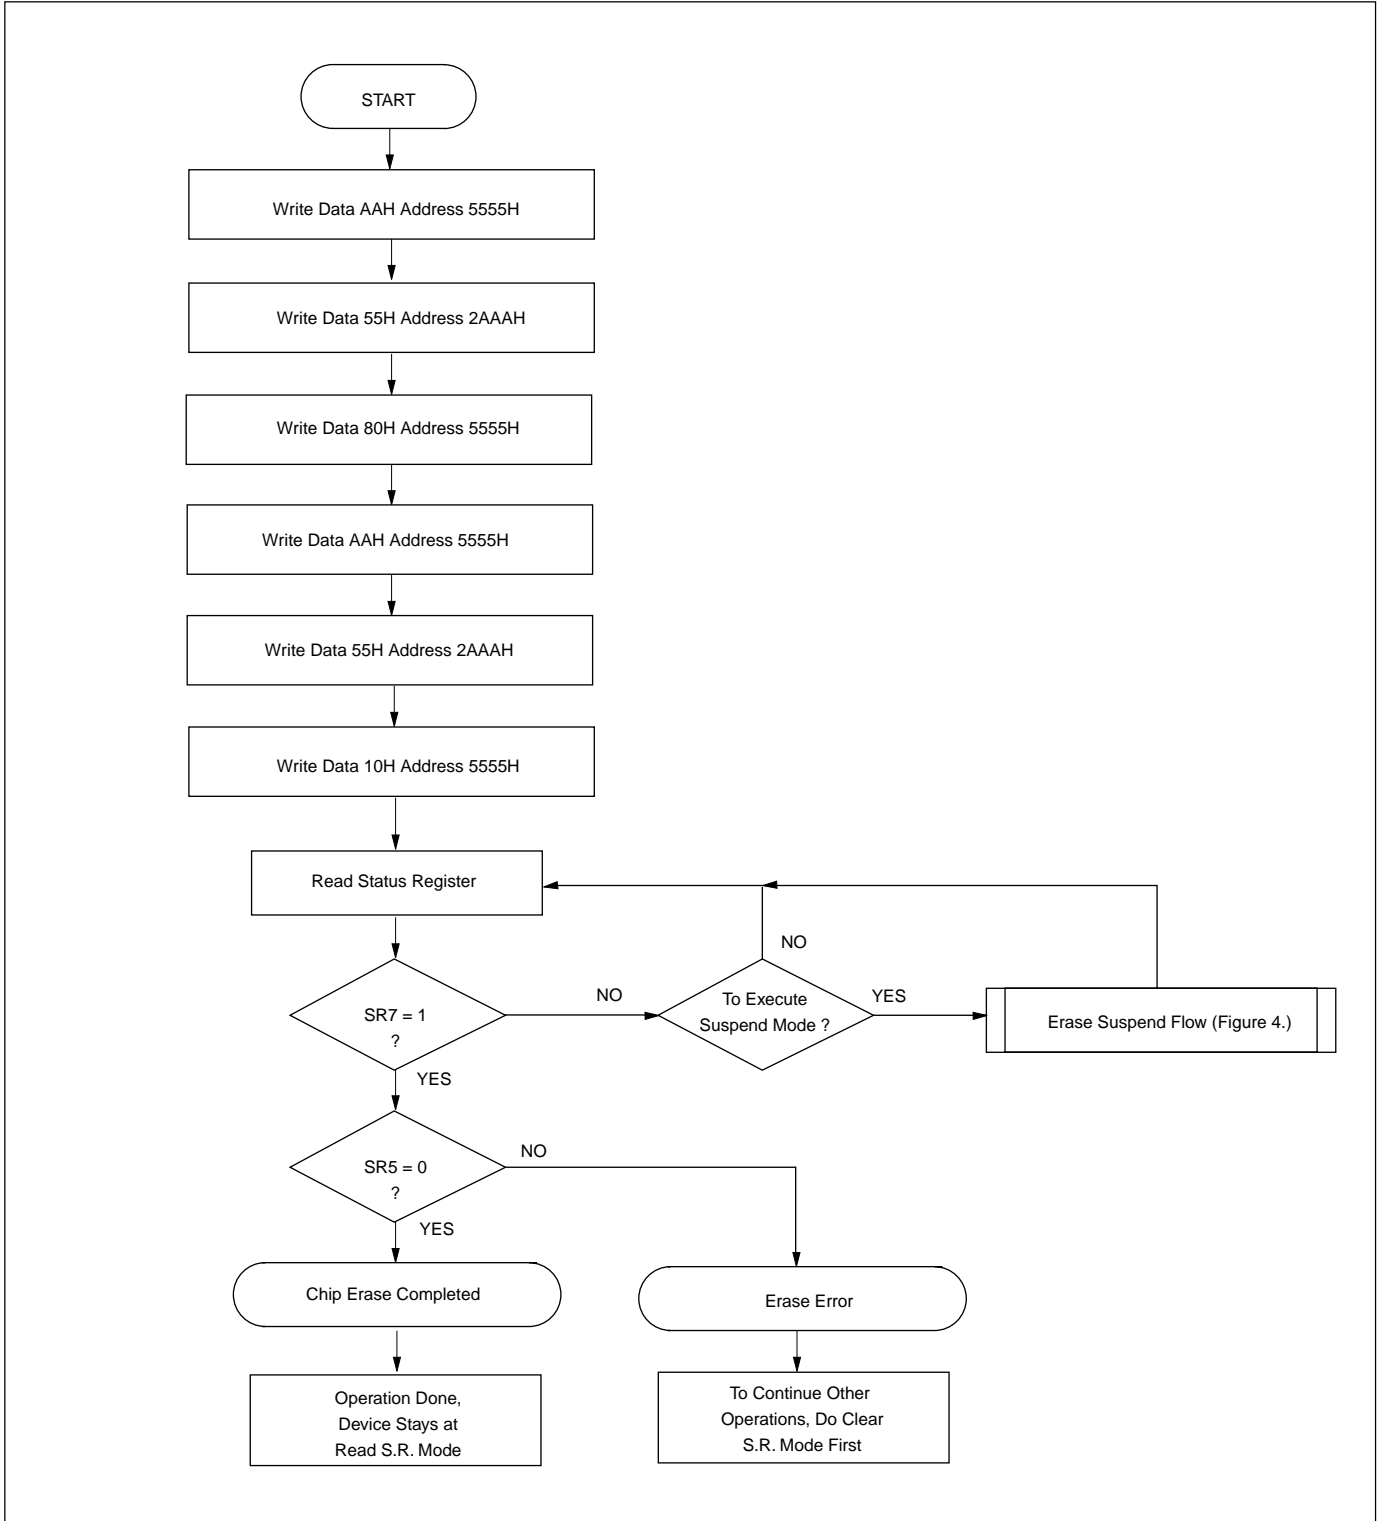 START
Write Data AAH Address 5555H
Write Data 55H Address 2AAAH
Write Data 80H Address 5555H
Write Data AAH Address 5555H
Write Data 55H Address 2AAAH
Write Data 10H Address 5555H
Read Status Register
NO
SR7 = 1
?
NO
To Execute
Suspend Mode ?
YES
Erase Suspend Flow (Figure 4.)
YES
SR5 = 0
?
NO
YES
Chip Erase Completed
Erase Error
Operation Done,
Device Stays at
Read S.R. Mode
To Continue Other
Operations, Do Clear
S.R. Mode First